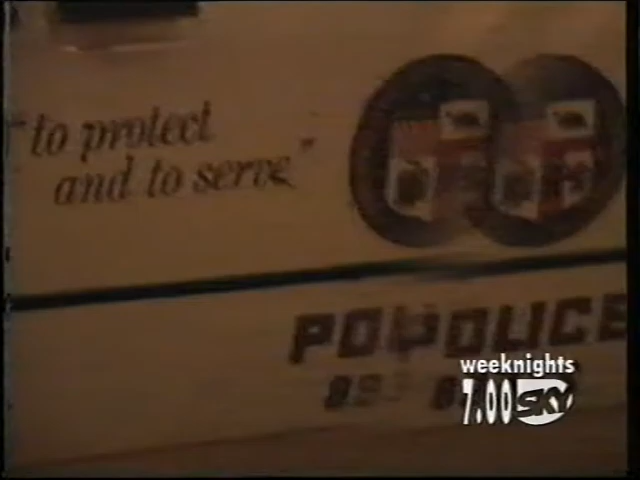 "to protect
and to serve"
POPOLICE
weeknights
7.00 SKY